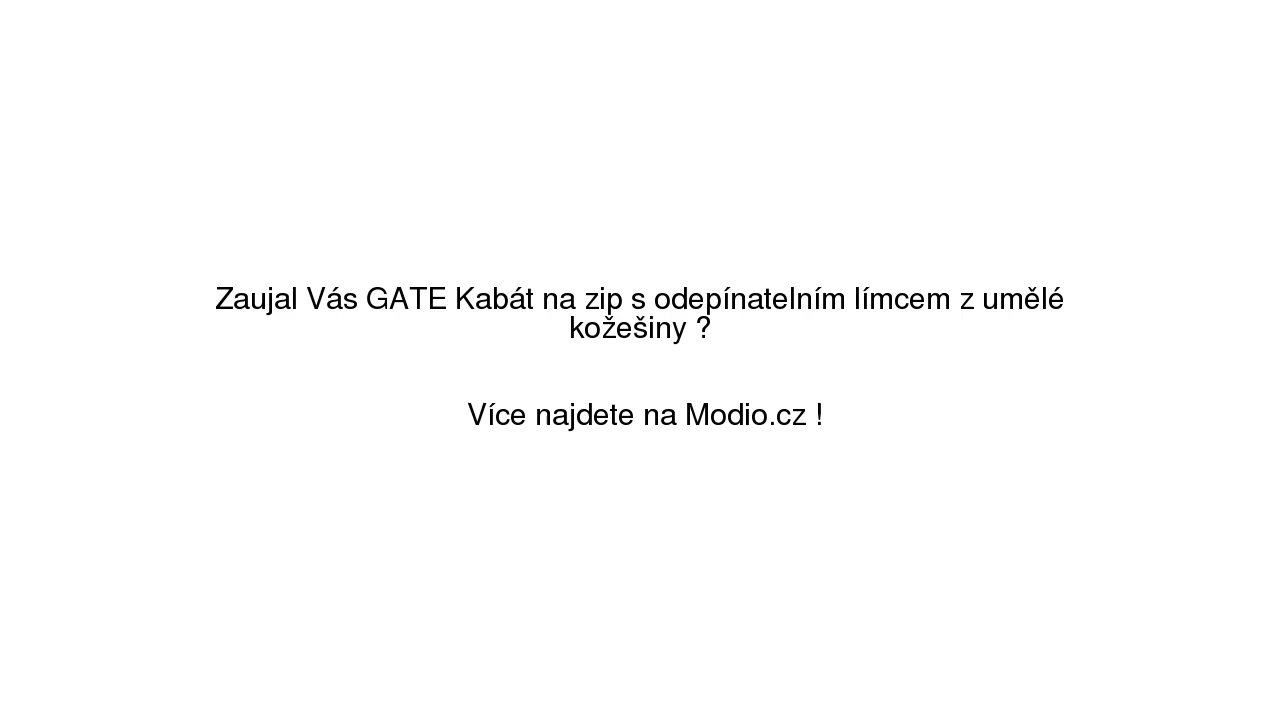 Zaujal Vás GATE Kabát na zip s odepínatelním límcem z umělé
kožešiny ?
Více najdete na Modio.cz !